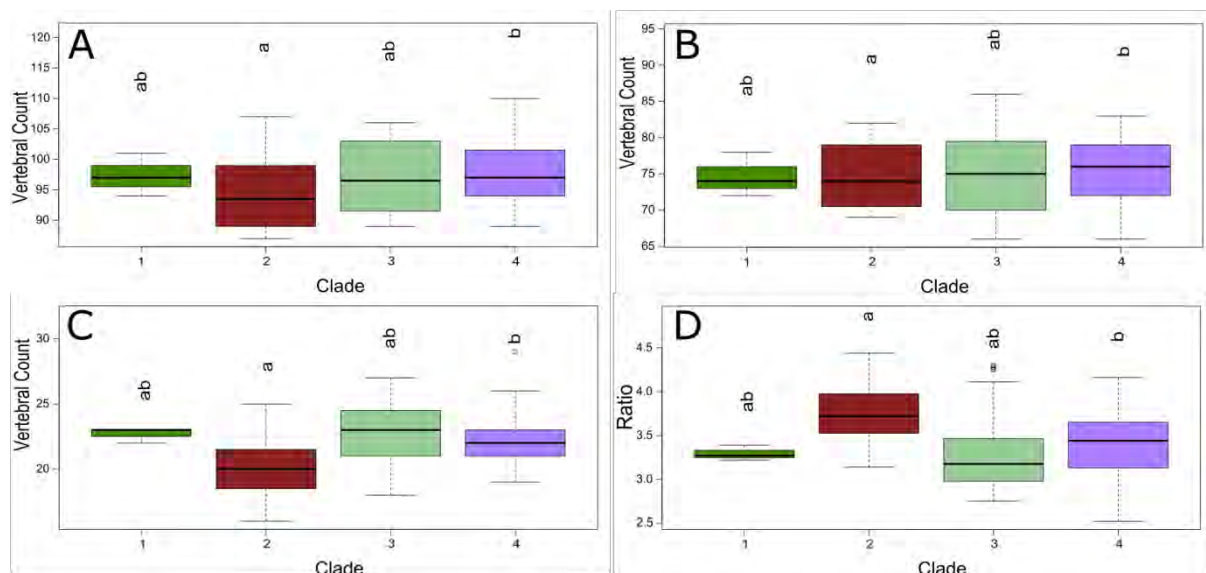 A
Vertebral Count
120
115
110
105
100
95
90
ab
a
ab
b
1 2 3 4
Clade
B
Vertebral Count
95
90
85
80
75
70
65
ab
a
ab
b
1 2 3 4
Clade
C
Vertebral Count
30
25
20
ab
a
ab
b
1 2 3 4
Clade
D
Ratio
4.5
4.0
3.5
3.0
2.5
ab
a
ab
b
1 2 3 4
Clade